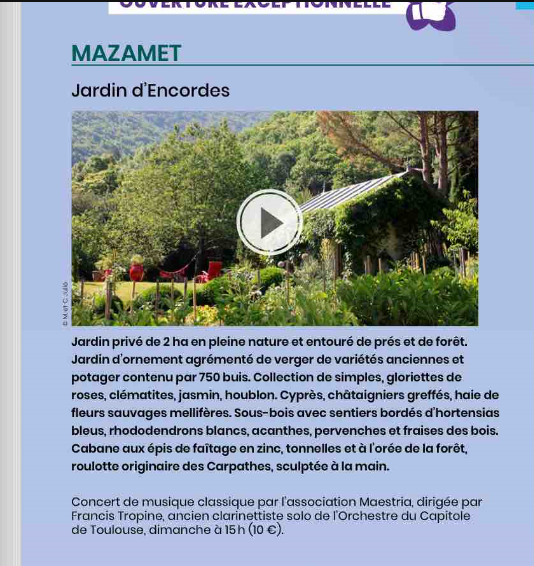 OUVERTURE EXCEPTIONNELLE
MAZAMET
Jardin d'Encordes
Jardin privé de 2 ha en pleine nature et entouré de prés et de forêt.
Jardin d'ornement agrémenté de verger de variétés anciennes et
potager contenu par 750 buis. Collection de simples, gloriettes de
roses, clématites, jasmin, houblon. Cyprès, châtaigniers greffés, haie de
fleurs sauvages mellifères. Sous-bois avec sentiers bordés d'hortensias
bleus, rhododendrons blancs, acanthes, pervenches et fraises des bois.
Cabane aux épis de faîtage en zinc, tonnelles et à l'orée de la forêt,
roulotte originaire des Carpathes, sculptée à la main.
Concert de musique classique par l'association Maestria, dirigée par
Francis Tropine, ancien clarinettiste solo de l'Orchestre du Capitole
de Toulouse, dimanche à 15 h (10 €).